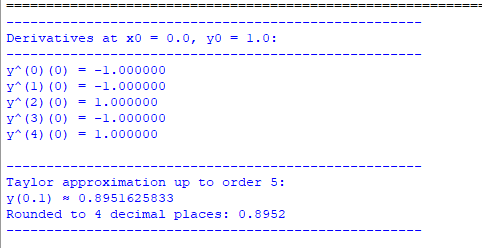 ============================================================
----------------------------------------------------
Derivatives at x0 = 0.0, y0 = 1.0:
----------------------------------------------------
y^(0)(0) = -1.000000
y^(1)(0) = -1.000000
y^(2)(0) = 1.000000
y^(3)(0) = -1.000000
y^(4)(0) = 1.000000
----------------------------------------------------
Taylor approximation up to order 5:
y(0.1) ≈ 0.8951625833
Rounded to 4 decimal places: 0.8952
----------------------------------------------------